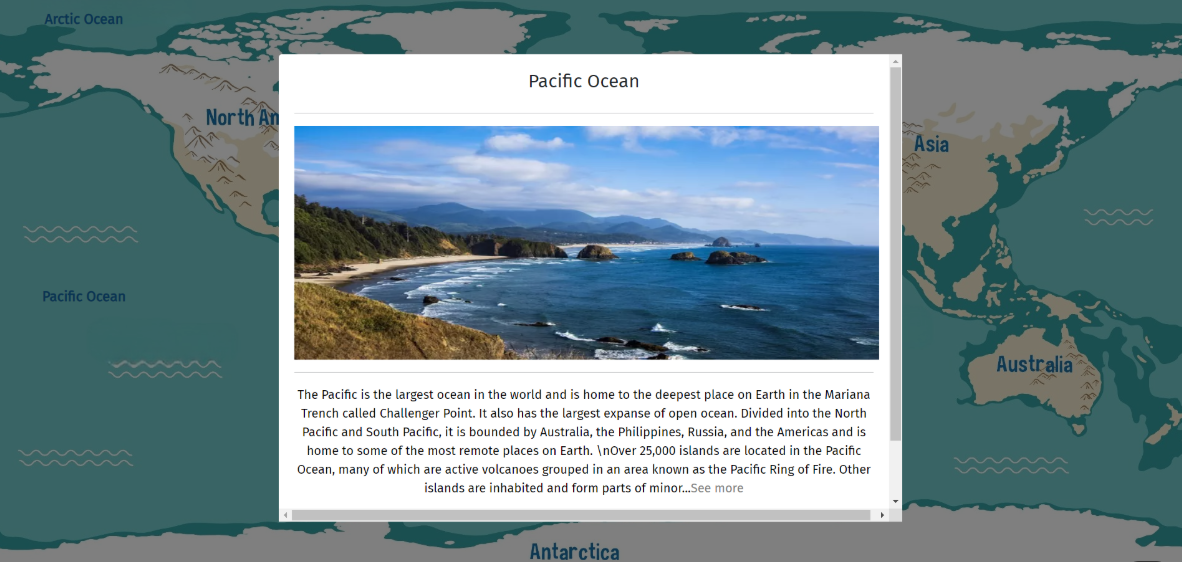 Arctic Ocean
Pacific Ocean
North Am
Asia
Pacific Ocean
Australia
The Pacific is the largest ocean in the world and is home to the deepest place on Earth in the Mariana
Trench called Challenger Point. It also has the largest expanse of open ocean. Divided into the North
Pacific and South Pacific, it is bounded by Australia, the Philippines, Russia, and the Americas and is
home to some of the most remote places on Earth. \nOver 25,000 islands are located in the Pacific
Ocean, many of which are active volcanoes grouped in an area known as the Pacific Ring of Fire. Other
islands are inhabited and form parts of minor...See more
Antarctica